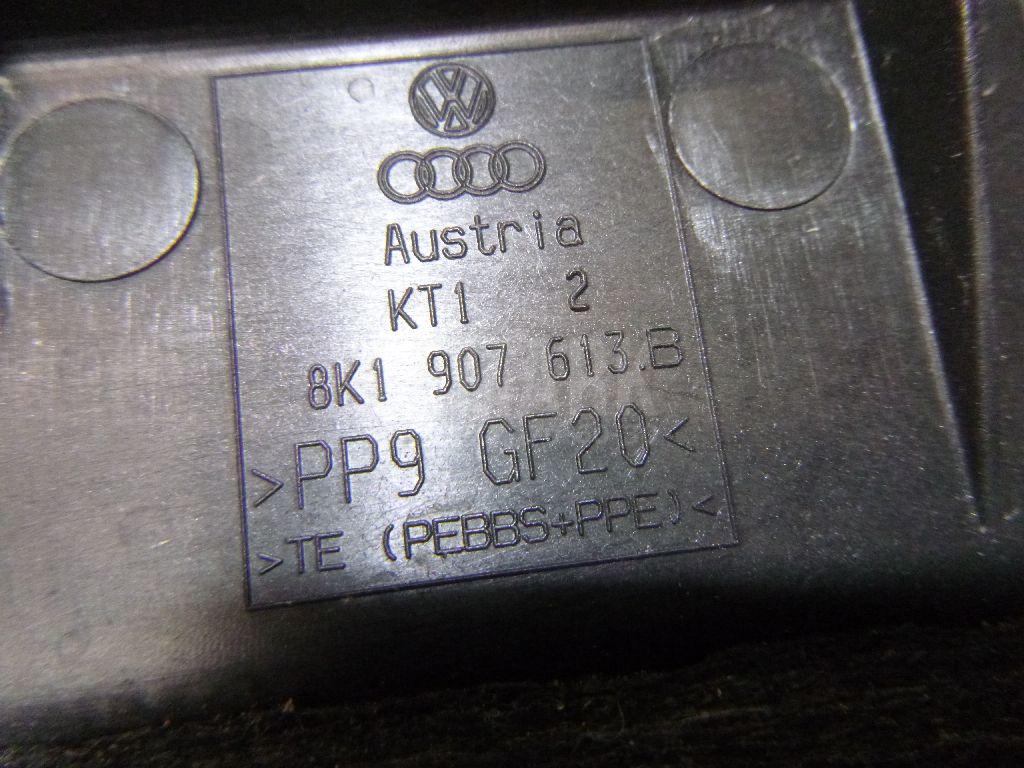 Austria
KT1 2
8K1 907 613.B
>PP9 GF20<
>TE (PEBBS+PPE)<